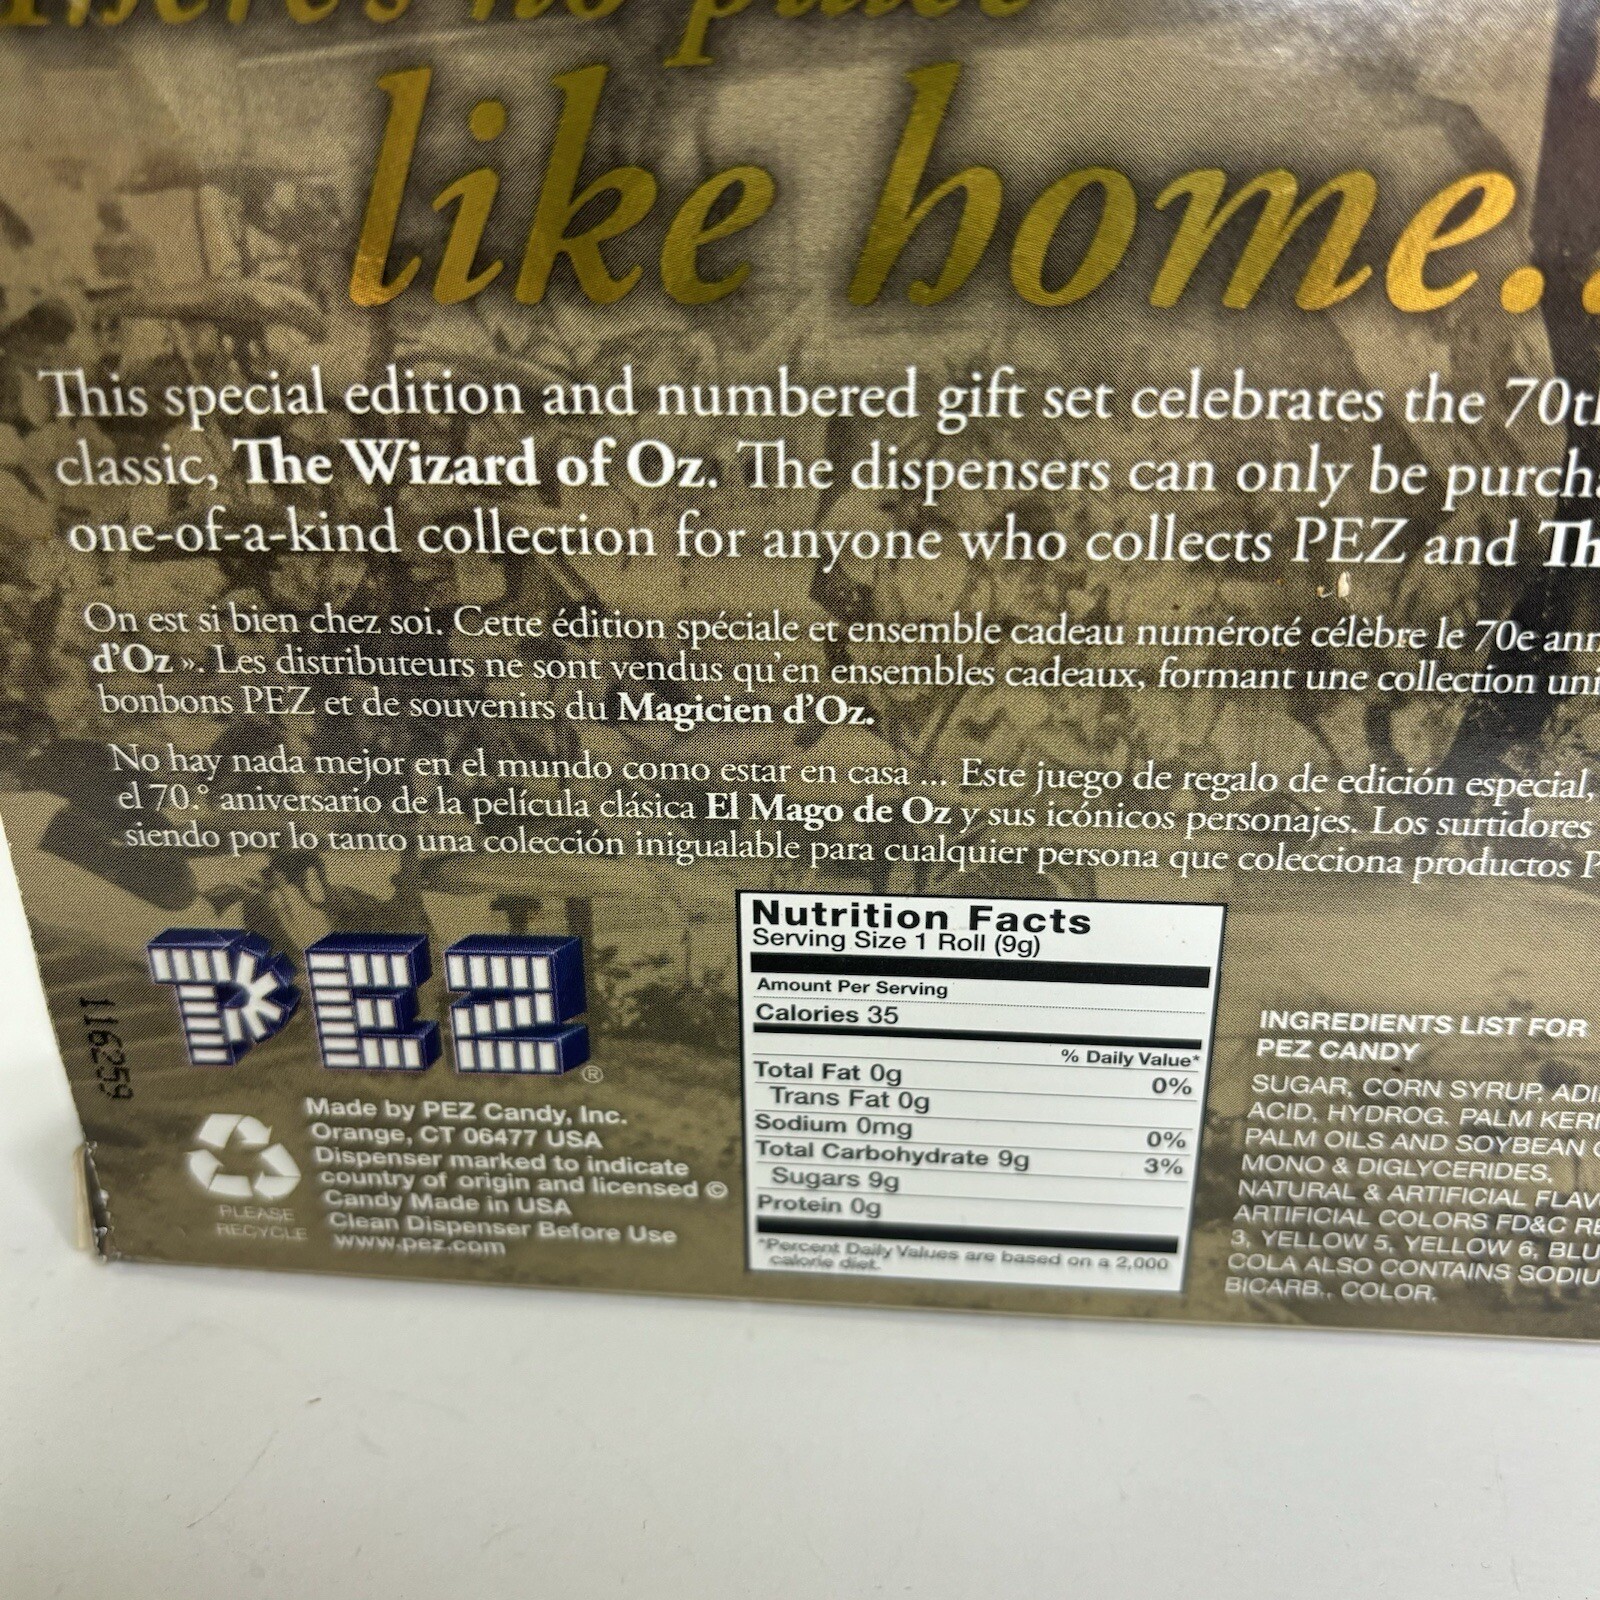 There's no place
like home..
This special edition and numbered gift set celebrates the 70th
classic, The Wizard of Oz. The dispensers can only be purcha
one-of-a-kind collection for anyone who collects PEZ and Th
On est si bien chez soi. Cette édition spéciale et ensemble cadeau numéroté célèbre le 70e ann
d'Oz ». Les distributeurs ne sont vendus qu'en ensembles cadeaux, formant une collection uni
bonbons PEZ et de souvenirs du Magicien d'Oz.
No hay nada mejor en el mundo como estar en casa ... Este juego de regalo de edición especial,
el 70.º aniversario de la película clásica El Mago de Oz y sus icónicos personajes. Los surtidores
siendo por lo tanto una colección inigualable para cualquier persona que colecciona productos P
PEZ®
116259
PLEASE
RECYCLE
Made by PEZ Candy, Inc.
Orange, CT 06477 USA
Dispenser marked to indicate
country of origin and licensed ©
Candy Made in USA
Clean Dispenser Before Use
www.pez.com
Nutrition Facts
Serving Size 1 Roll (9g)
Amount Per Serving
Calories 35
% Daily Value*
Total Fat 0g 0%
Trans Fat 0g
Sodium 0mg 0%
Total Carbohydrate 9g 3%
Sugars 9g
Protein 0g
*Percent Daily Values are based on a 2,000
calorie diet.
INGREDIENTS LIST FOR
PEZ CANDY
SUGAR, CORN SYRUP, ADI
ACID, HYDROG. PALM KER
PALM OILS AND SOYBEAN
MONO & DIGLYCERIDES,
NATURAL & ARTIFICIAL FLAV
ARTIFICIAL COLORS FD&C RE
3, YELLOW 5, YELLOW 6, BLU
COLA ALSO CONTAINS SODIU
BICARB., COLOR.